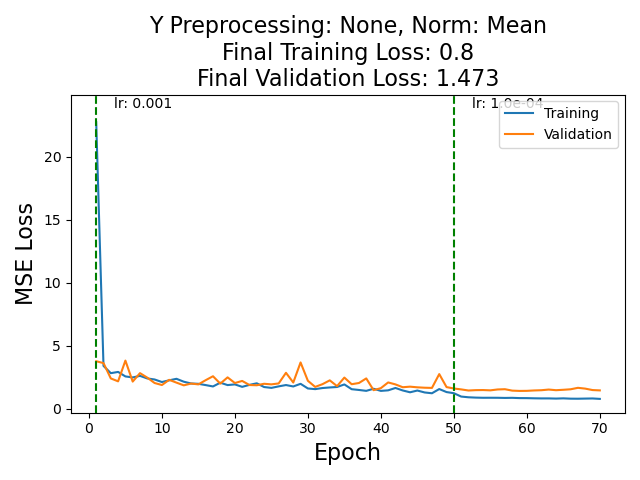 Y Preprocessing: None, Norm: Mean
Final Training Loss: 0.8
Final Validation Loss: 1.473
lr: 0.001
lr: 1.0e-04
Training
Validation
MSE Loss
20
15
10
5
0
0 10 20 30 40 50 60 70
Epoch